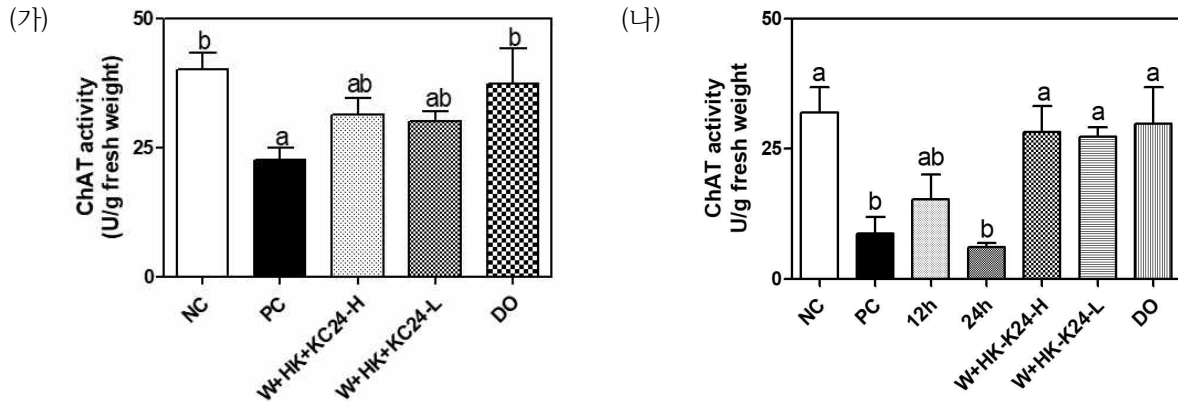 (가)
50
25
0
ChAT activity
(U/g fresh weight)
b
a
ab
ab
b
NC
PC
W+HK+KC24-H
W+HK+KC24-L
DO
(나)
50
25
0
ChAT activity
U/g fresh weight
a
b
ab
b
a
a
a
NC
PC
12h
24h
W+HK-K24-H
W+HK-K24-L
DO